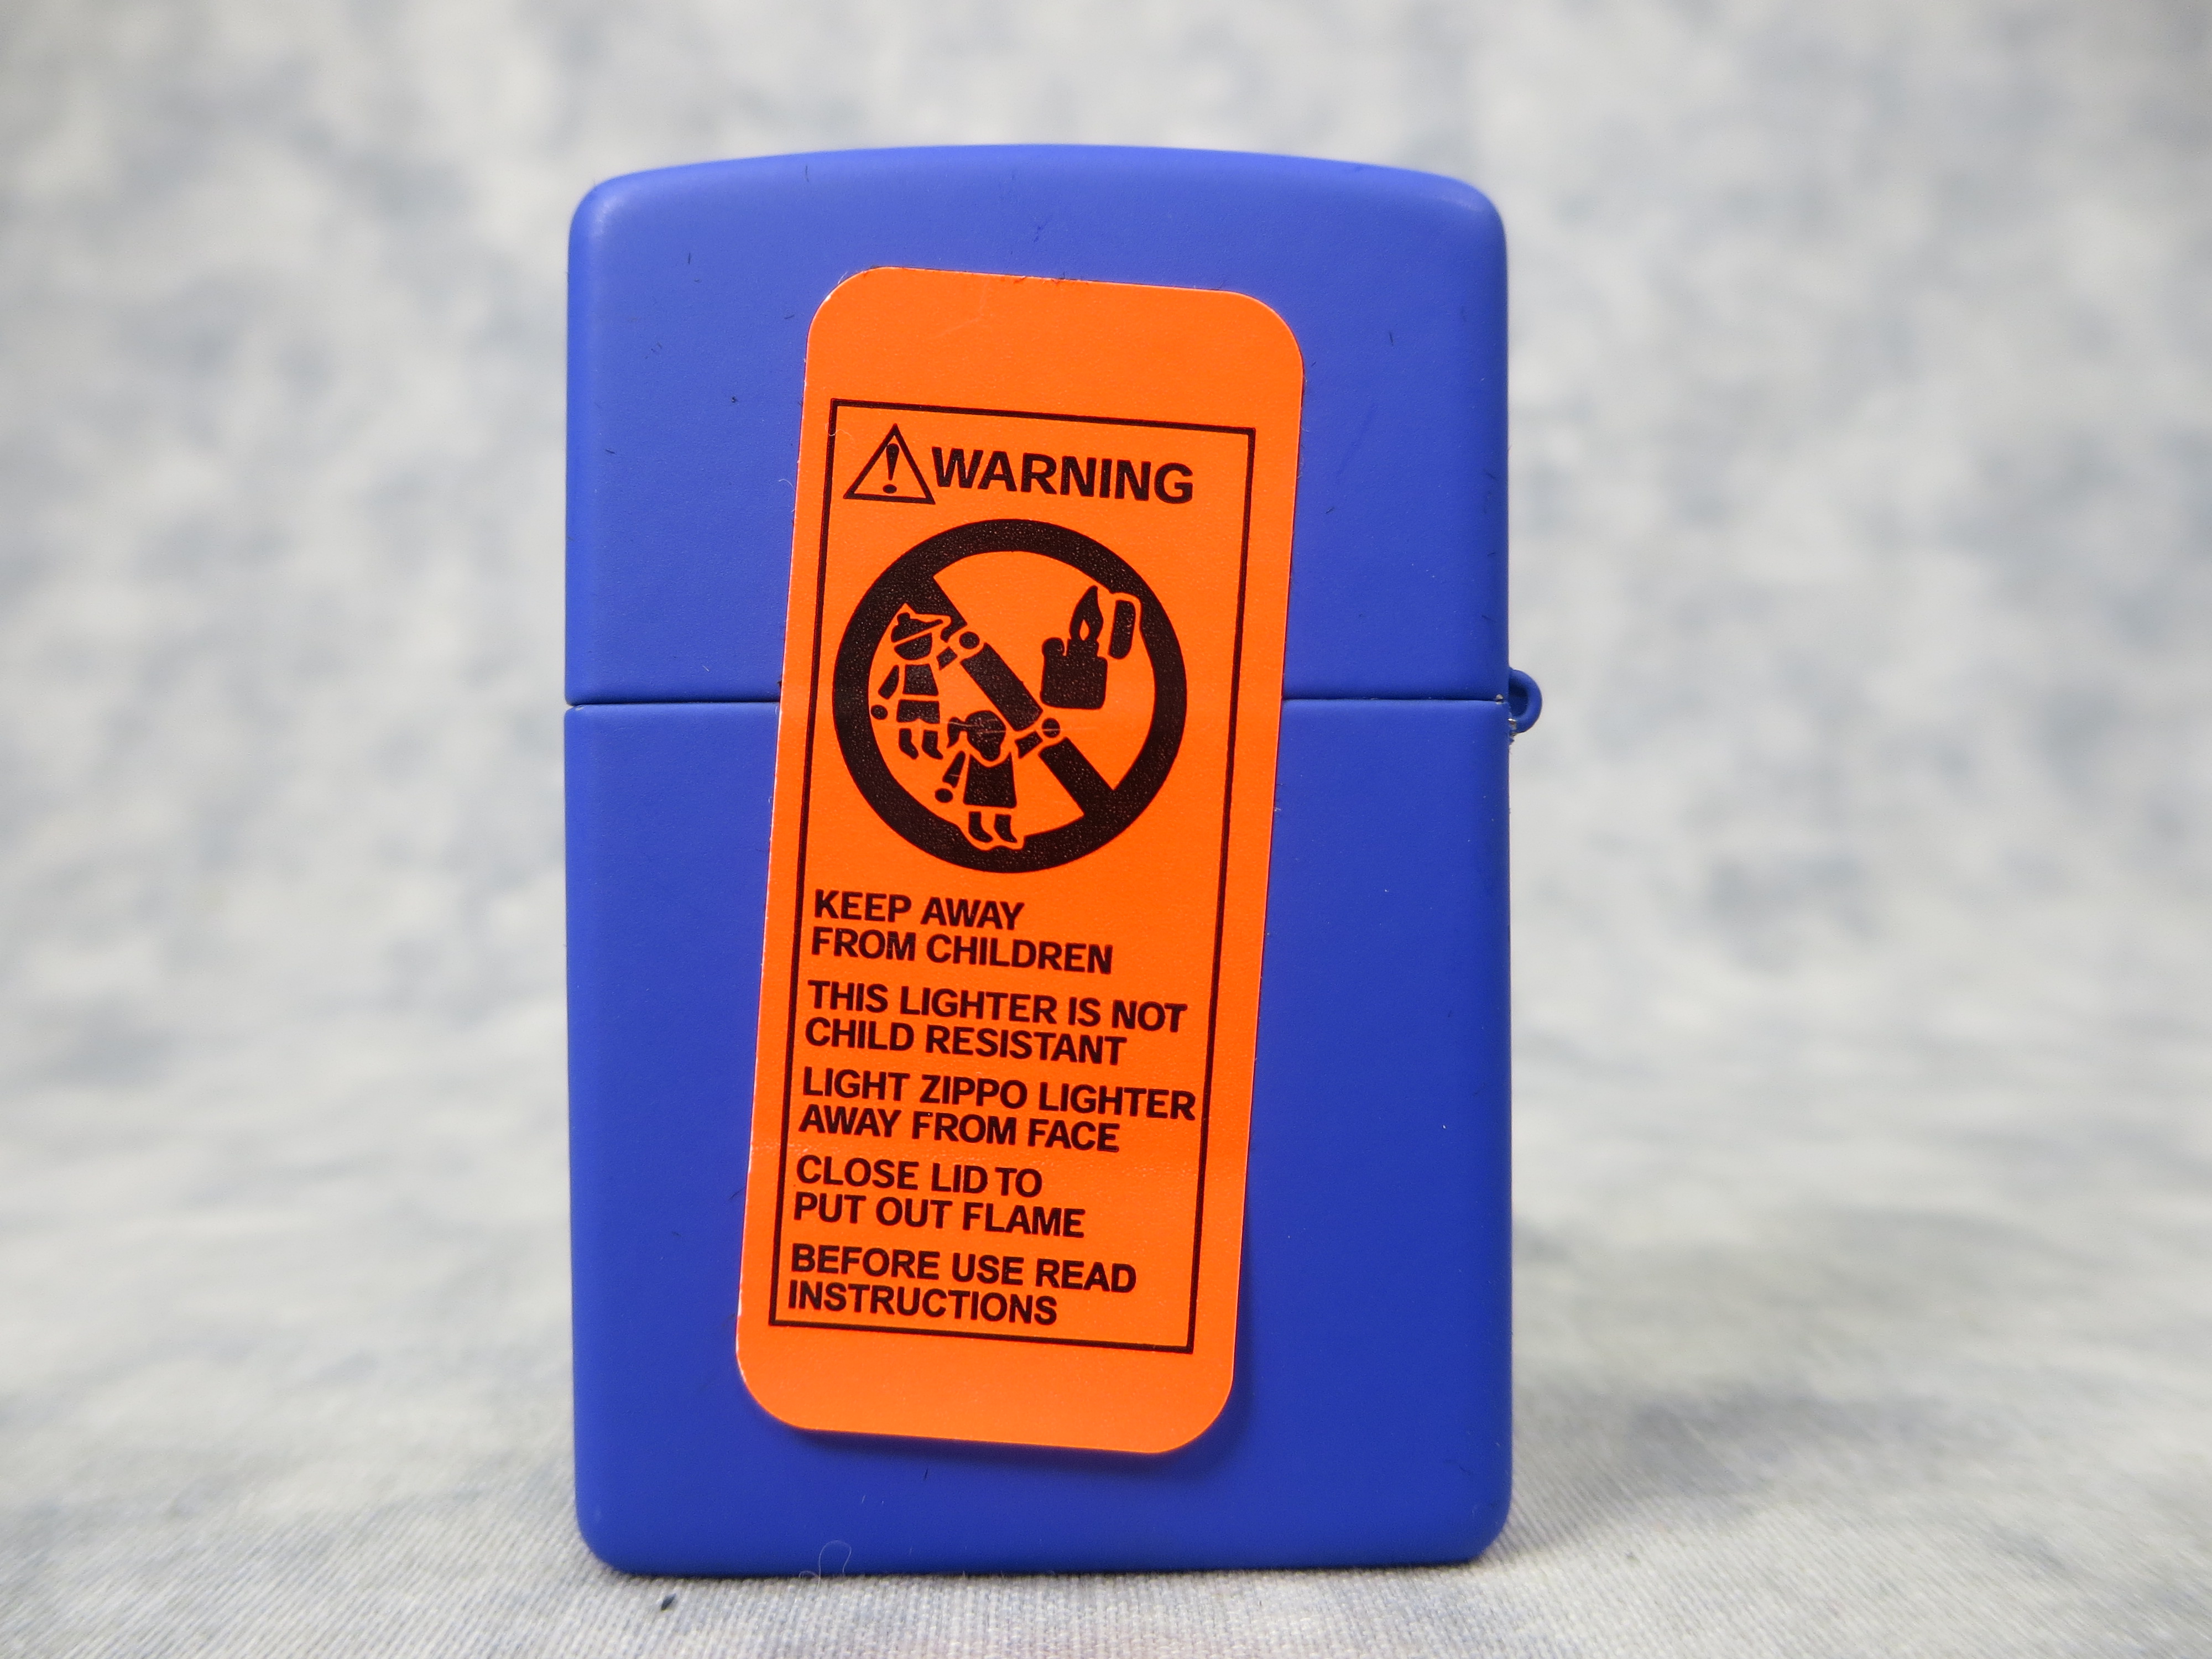 WARNING
KEEP AWAY
FROM CHILDREN
THIS LIGHTER IS NOT
CHILD RESISTANT
LIGHT ZIPPO LIGHTER
AWAY FROM FACE
CLOSE LID TO
PUT OUT FLAME
BEFORE USE READ
INSTRUCTIONS